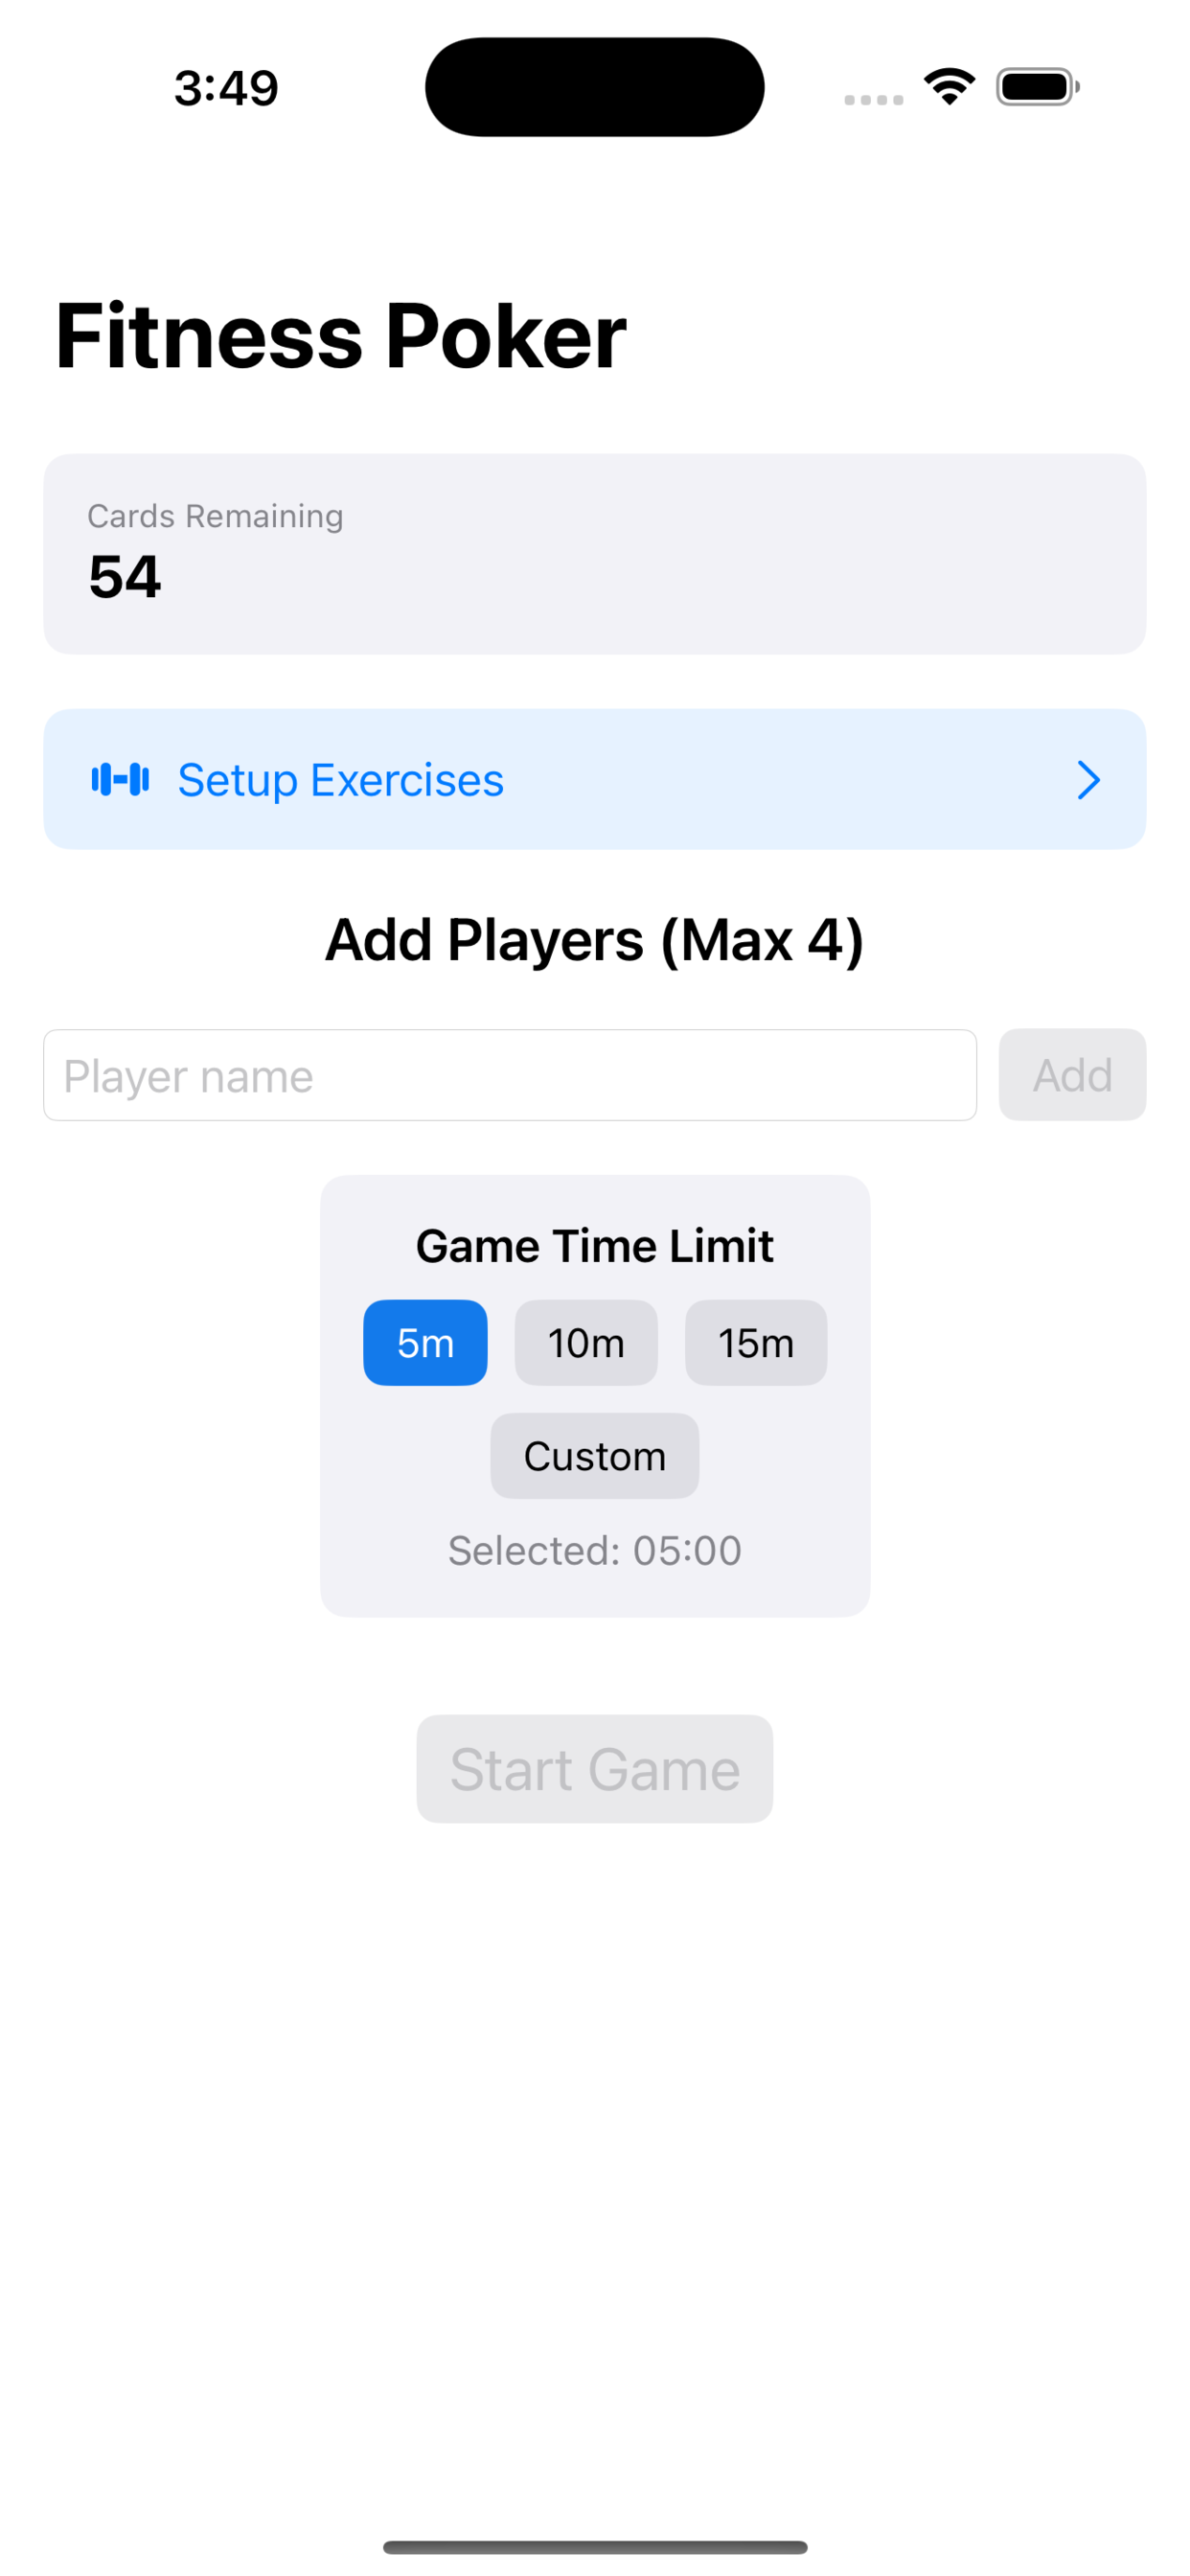 3:49
Fitness Poker
Cards Remaining
54
Setup Exercises
Add Players (Max 4)
Player name Add
Game Time Limit
5m 10m 15m
Custom
Selected: 05:00
Start Game